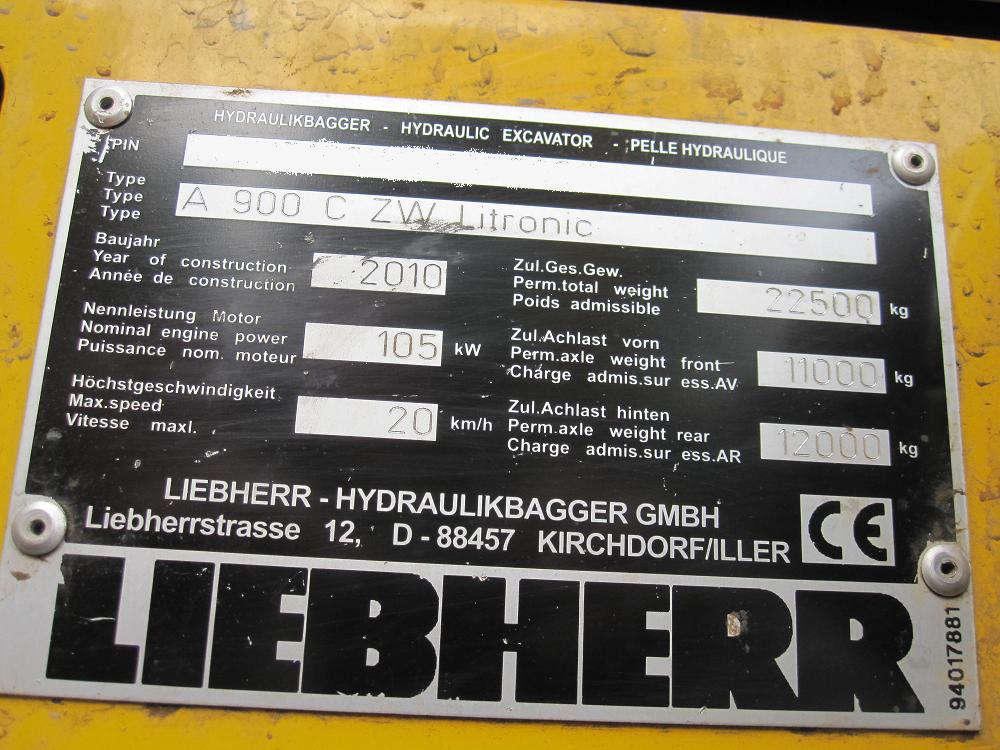 HYDRAULIKBAGGER - HYDRAULIC EXCAVATOR - PELLE HYDRAULIQUE
PIN
Type
Type
Type
A 900 C ZW Litronic
Baujahr
Year of construction
Année de construction
2010
Zul.Ges.Gew.
Perm.total weight
Poids admissible
22500 kg
Nennleistung Motor
Nominal engine power
Puissance nom. moteur
105 kW
Zul.Achlast vorn
Perm.axle weight front
Charge admis.sur ess.AV
11000 kg
Höchstgeschwindigkeit
Max.speed
Vitesse maxl.
20 km/h
Zul.Achlast hinten
Perm.axle weight rear
Charge admis.sur ess.AR
12000 kg
LIEBHERR - HYDRAULIKBAGGER GMBH
Liebherrstrasse 12, D - 88457 KIRCHDORF/ILLER
CE
LIEBHERR
94017881